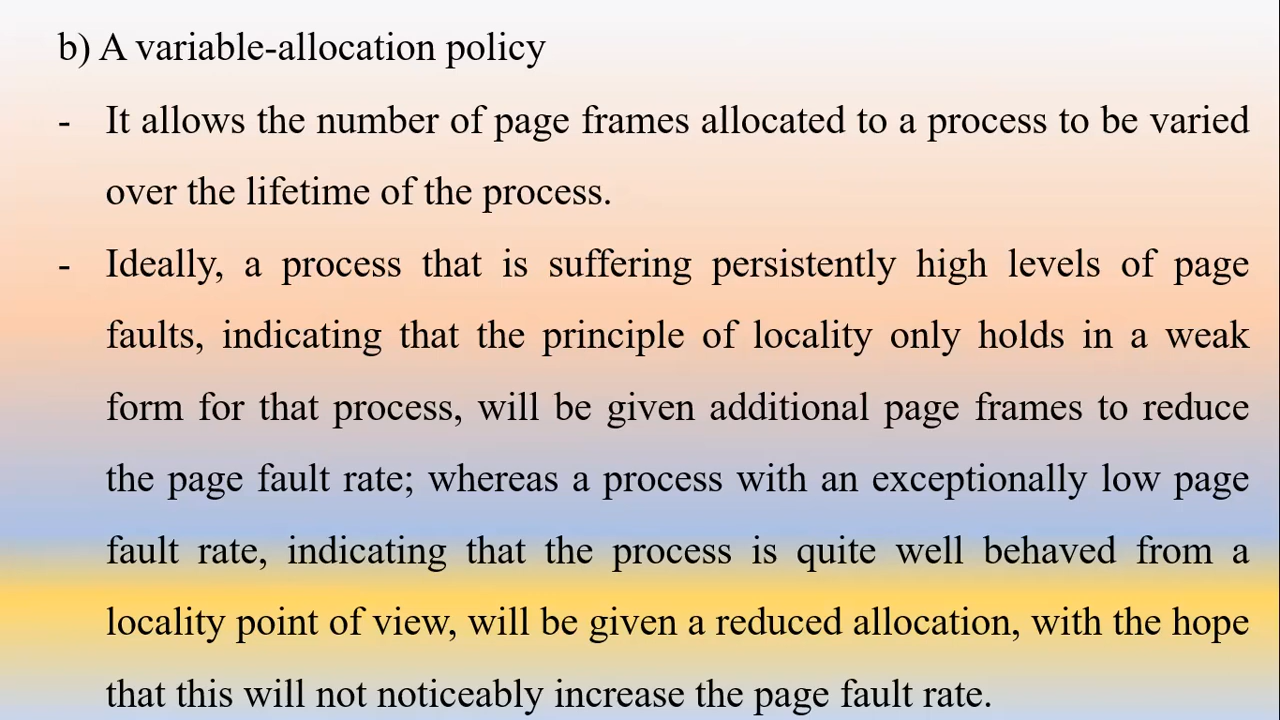 b) A variable-allocation policy
- It allows the number of page frames allocated to a process to be varied
over the lifetime of the process.
- Ideally, a process that is suffering persistently high levels of page
faults, indicating that the principle of locality only holds in a weak
form for that process, will be given additional page frames to reduce
the page fault rate; whereas a process with an exceptionally low page
fault rate, indicating that the process is quite well behaved from a
locality point of view, will be given a reduced allocation, with the hope
that this will not noticeably increase the page fault rate.